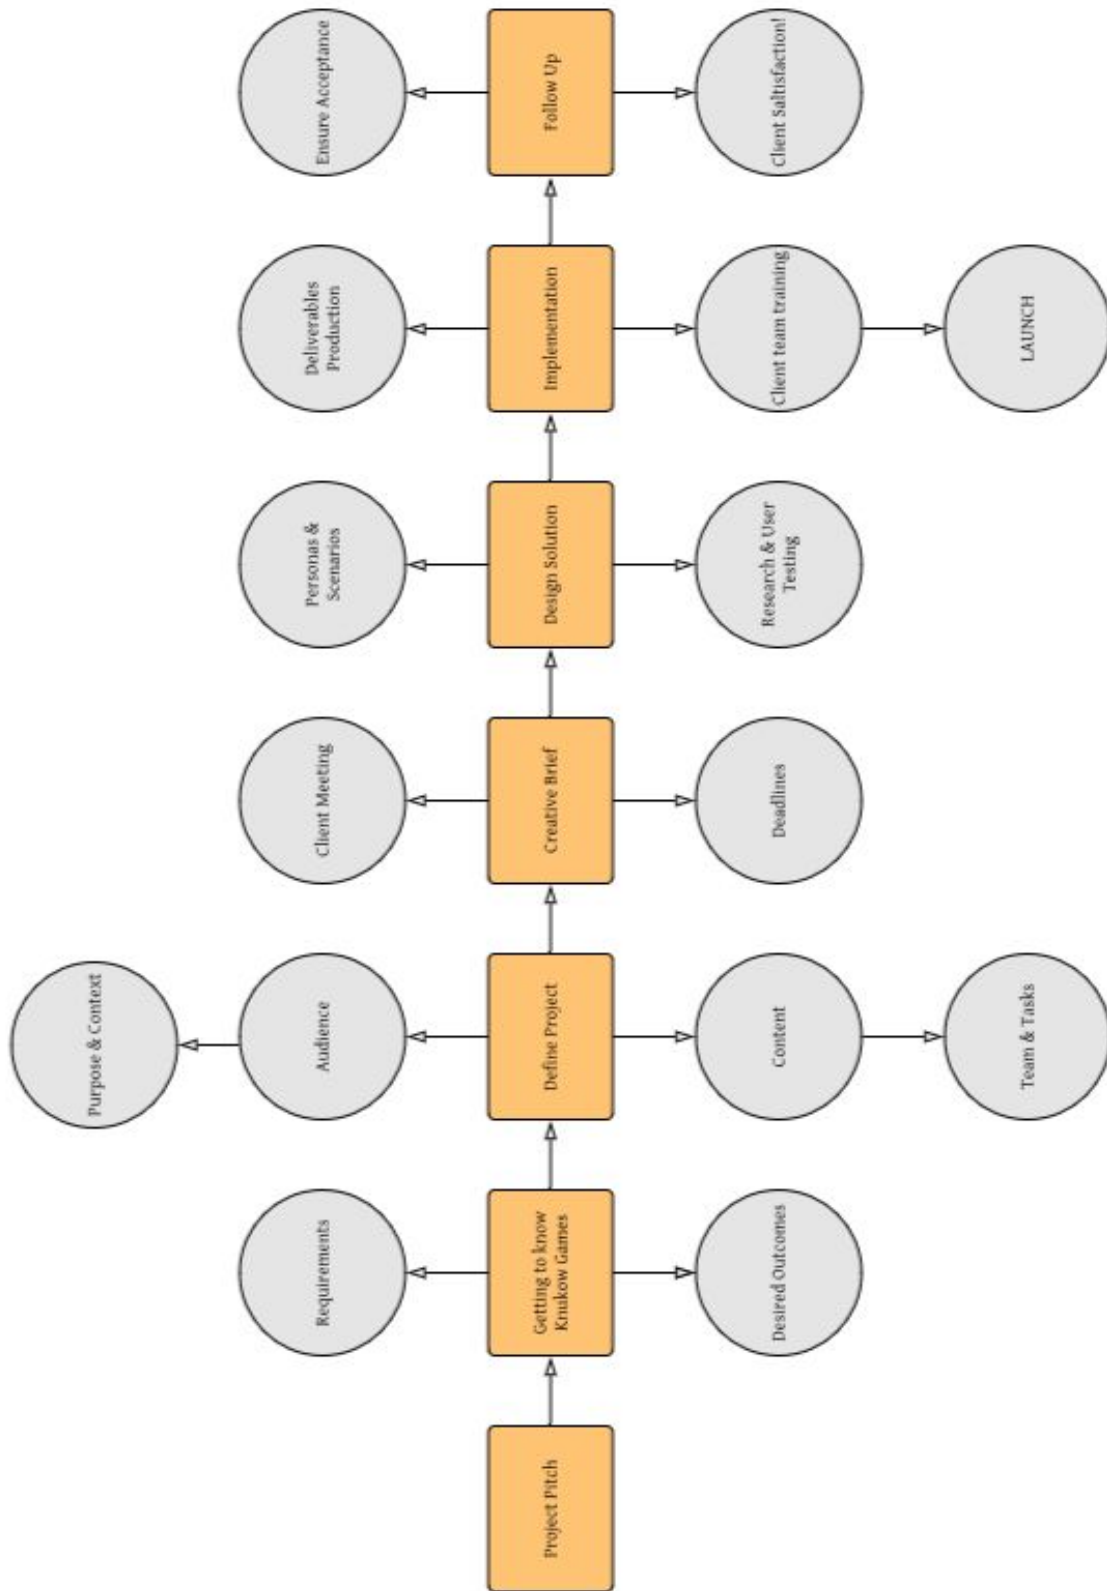 Project Pitch
Getting to know
Knukow Games
Requirements
Desired Outcomes
Define Project
Audience
Purpose & Context
Content
Team & Tasks
Creative Brief
Client Meeting
Deadlines
Design Solution
Personas &
Scenarios
Research & User
Testing
Implementation
Deliverables
Production
Client team training
LAUNCH
Follow Up
Ensure Acceptance
Client Saltisfaction!